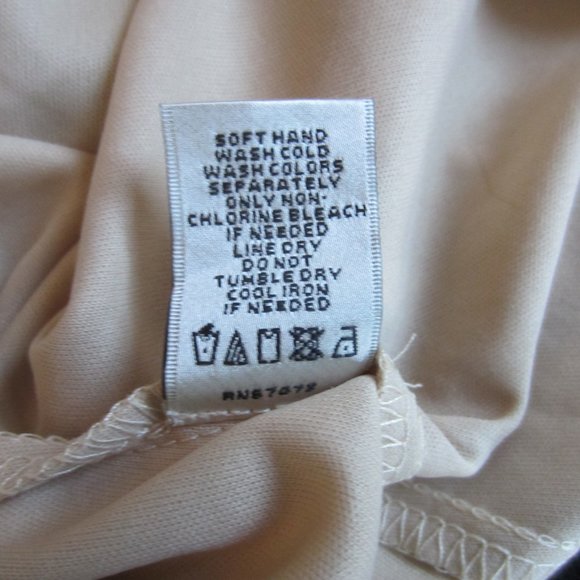 SOFT HAND
WASH COLD
WASH COLORS
SEPARATELY
ONLY NON-
CHLORINE BLEACH
IF NEEDED
LINE DRY
DO NOT
TUMBLE DRY
COOL IRON
IF NEEDED